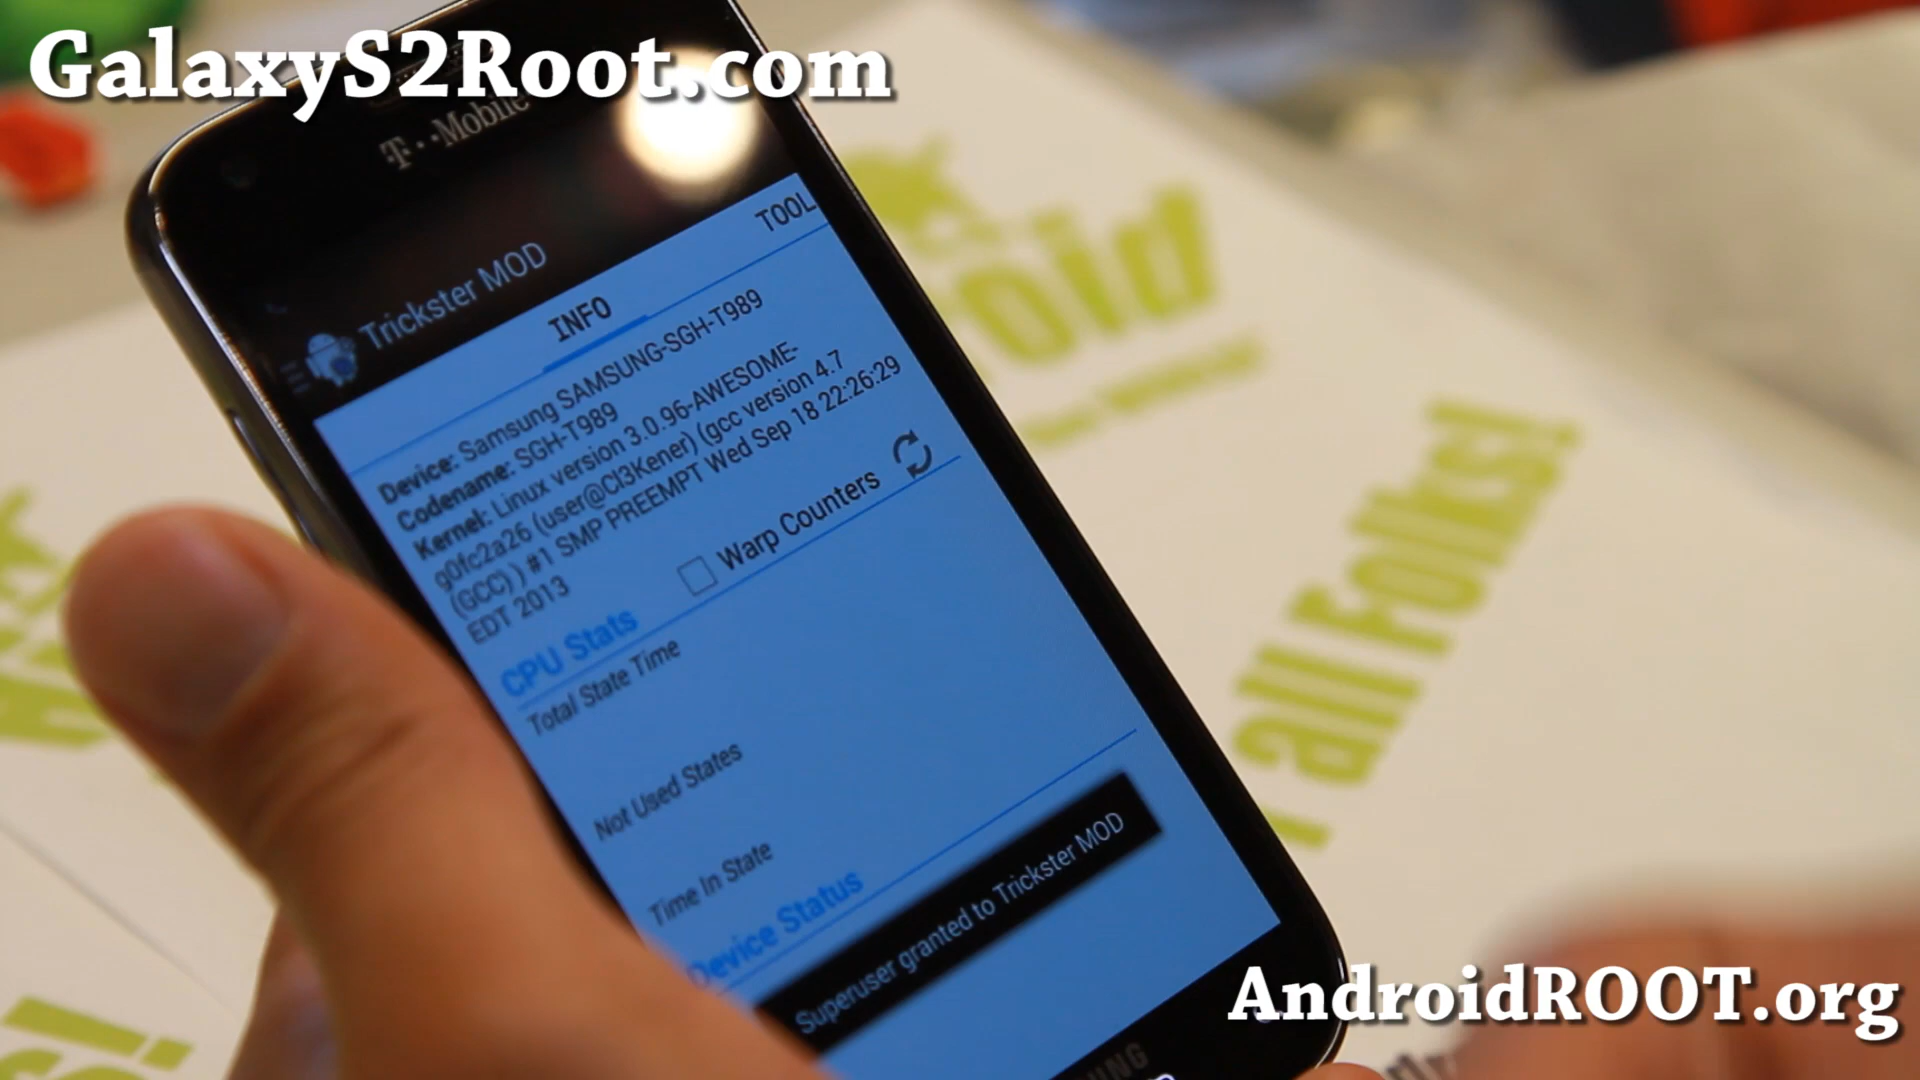 GalaxyS2Root.com
T··Mobile
Trickster MOD
INFO
TOOL
Device: Samsung SAMSUNG-SGH-T989
Codename: SGH-T989
Kernel: Linux version 3.0.96-AWESOME-
g0fc2a26 (user@Cl3Kener) (gcc version 4.7
(GCC) ) #1 SMP PREEMPT Wed Sep 18 22:26:29
EDT 2013
Warp Counters
CPU Stats
Total State Time
Not Used States
Time In State
Device Status
Superuser granted to Trickster MOD
oid
all Folks!
AndroidROOT.org